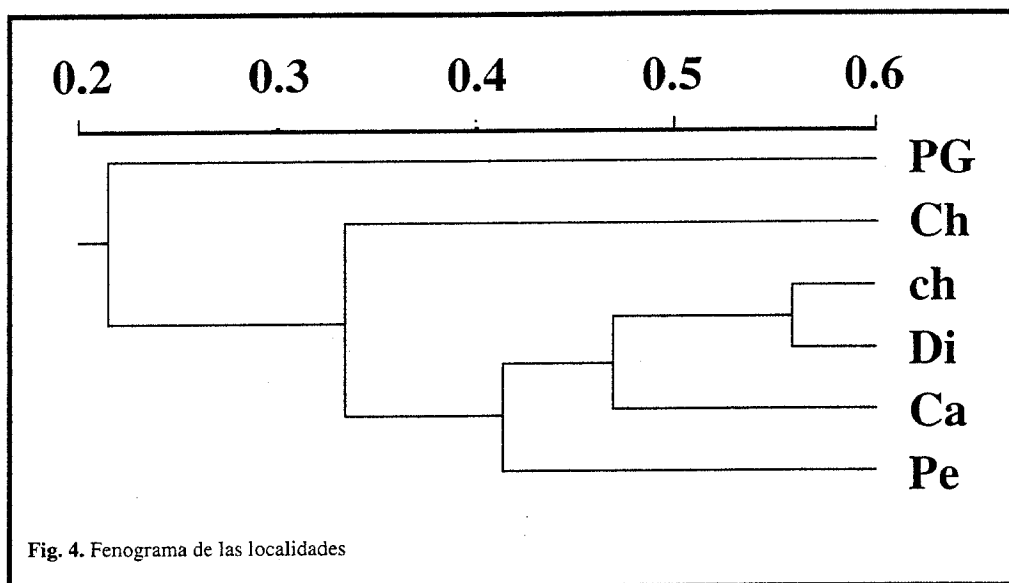 0.2 0.3 0.4 0.5 0.6
PG
Ch
ch
Di
Ca
Pe
Fig. 4. Fenograma de las localidades